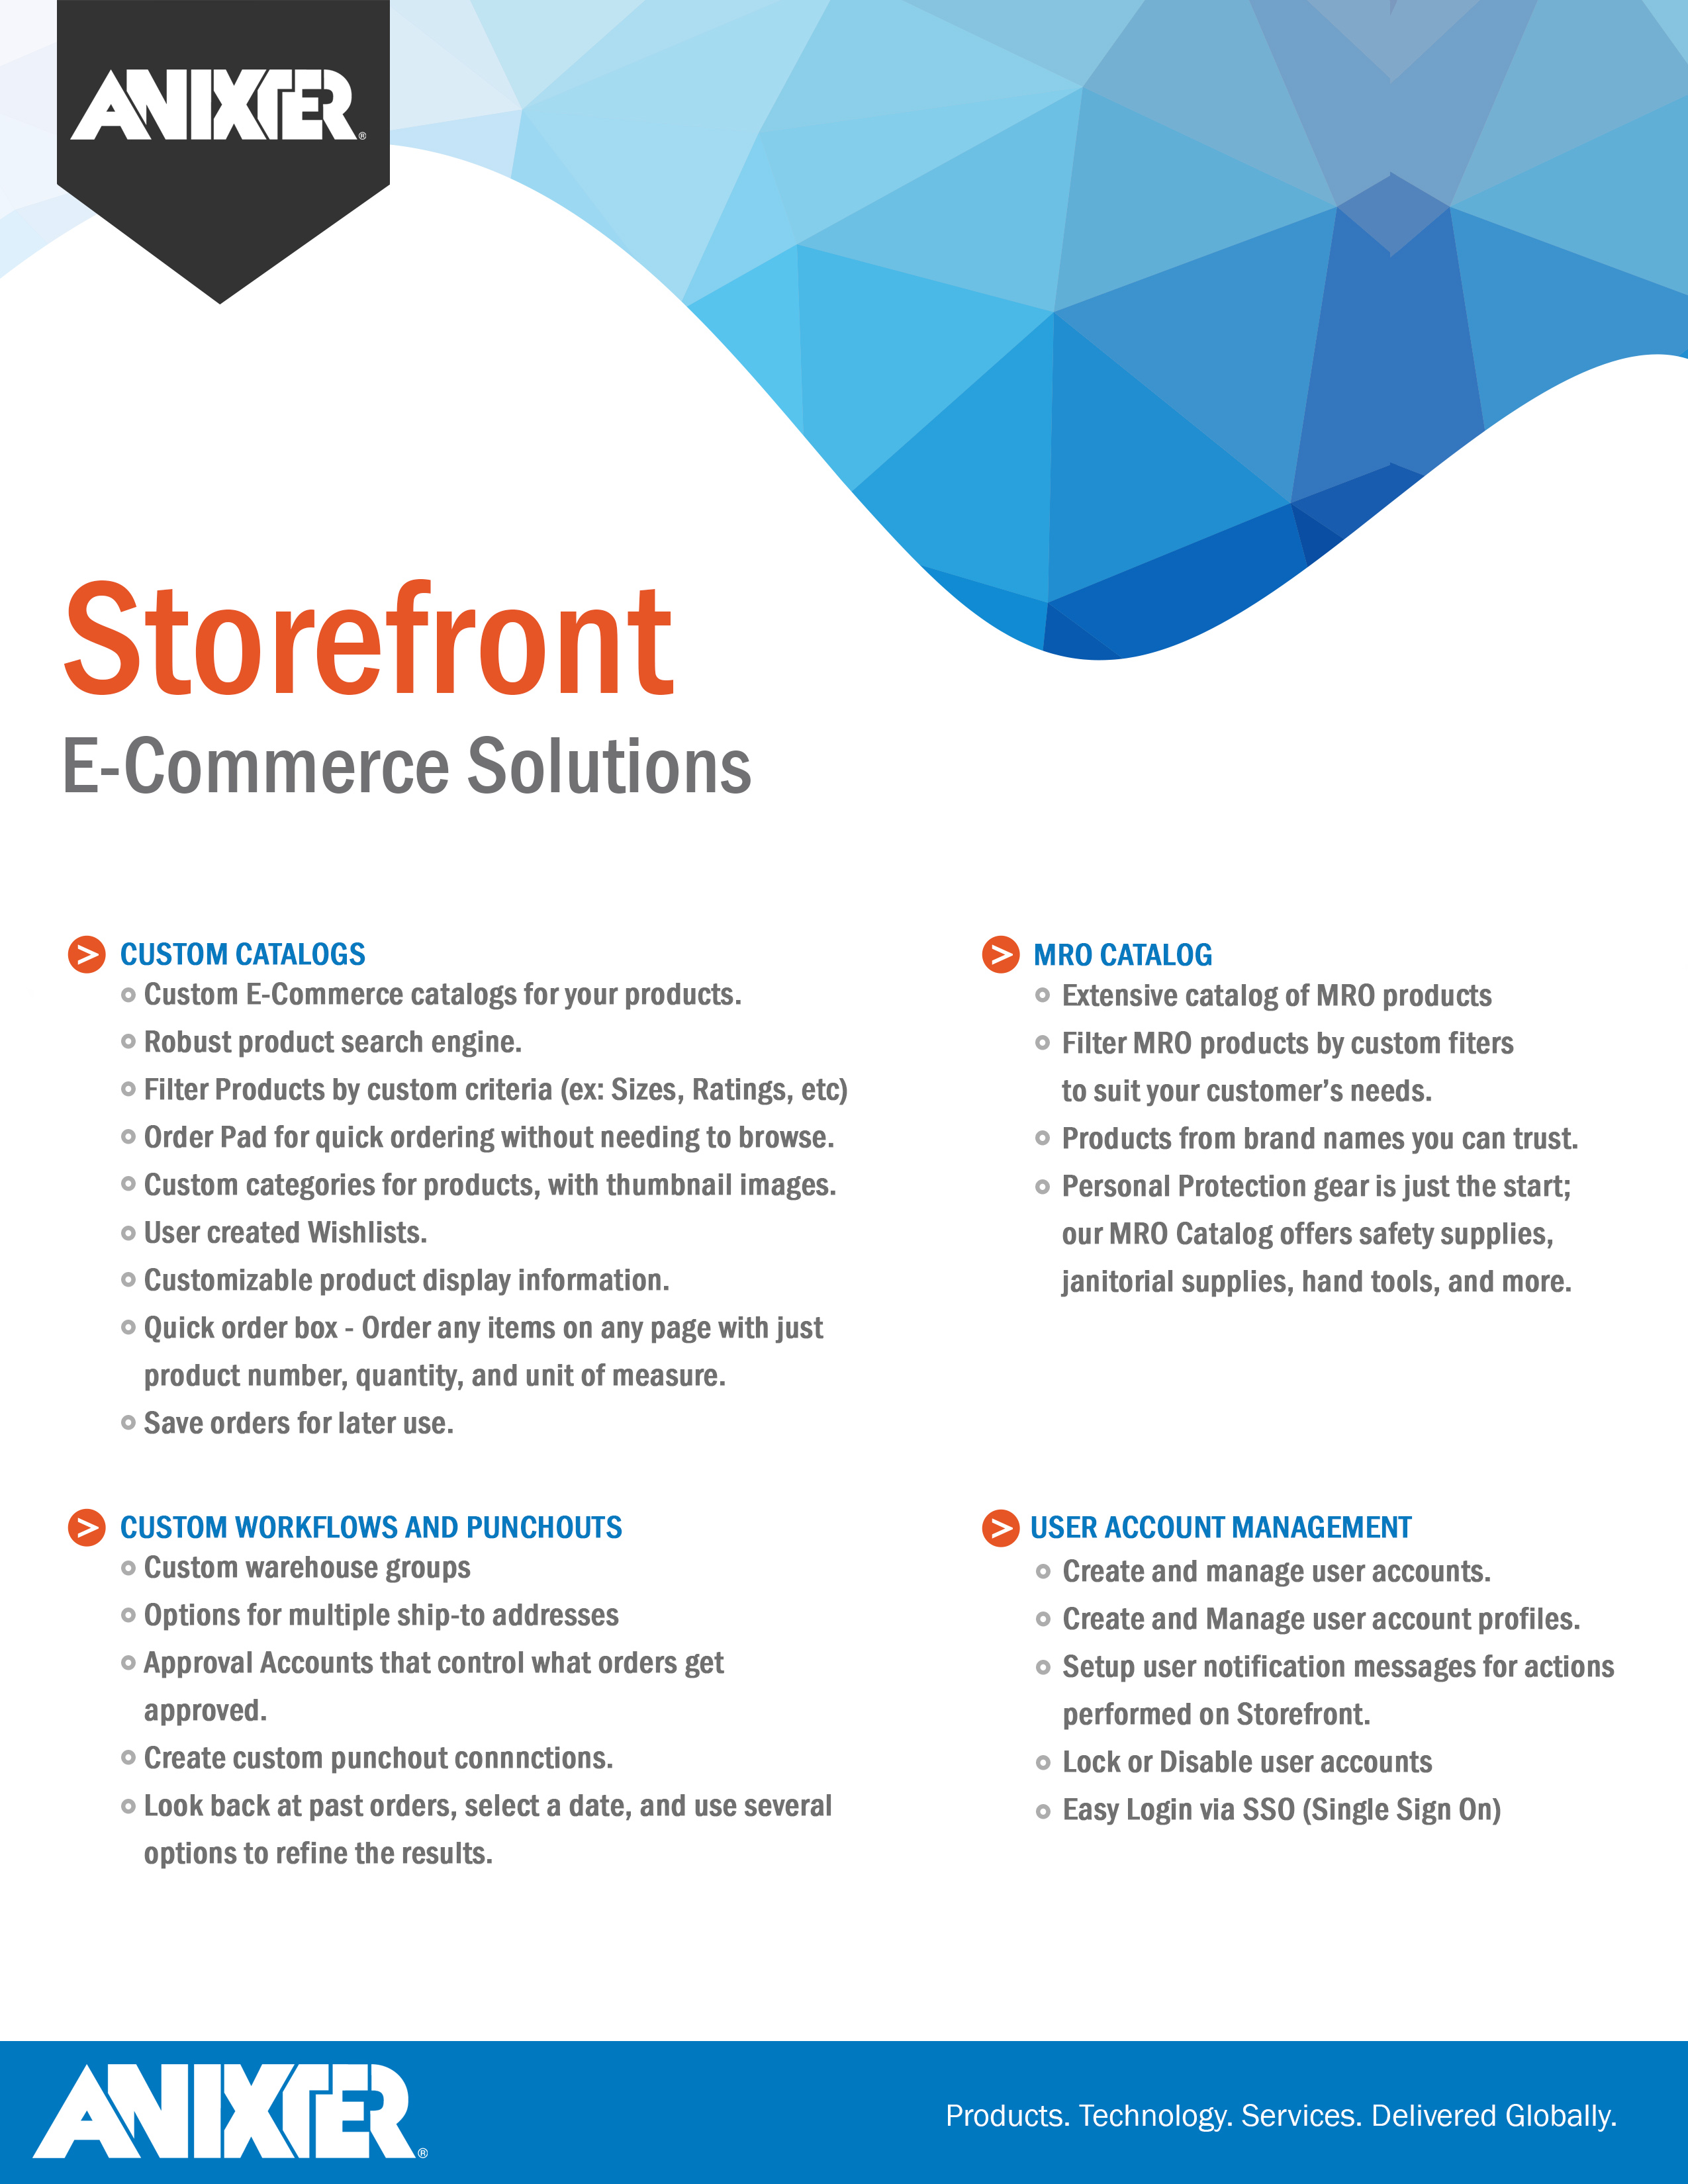 ANIXTER®
Storefront
E-Commerce Solutions
> CUSTOM CATALOGS
Custom E-Commerce catalogs for your products.
Robust product search engine.
Filter Products by custom criteria (ex: Sizes, Ratings, etc)
Order Pad for quick ordering without needing to browse.
Custom categories for products, with thumbnail images.
User created Wishlists.
Customizable product display information.
Quick order box - Order any items on any page with just
product number, quantity, and unit of measure.
Save orders for later use.
> MRO CATALOG
Extensive catalog of MRO products
Filter MRO products by custom fiters
to suit your customer’s needs.
Products from brand names you can trust.
Personal Protection gear is just the start;
our MRO Catalog offers safety supplies,
janitorial supplies, hand tools, and more.
> CUSTOM WORKFLOWS AND PUNCHOUTS
Custom warehouse groups
Options for multiple ship-to addresses
Approval Accounts that control what orders get
approved.
Create custom punchout connnctions.
Look back at past orders, select a date, and use several
options to refine the results.
> USER ACCOUNT MANAGEMENT
Create and manage user accounts.
Create and Manage user account profiles.
Setup user notification messages for actions
performed on Storefront.
Lock or Disable user accounts
Easy Login via SSO (Single Sign On)
ANIXTER®
Products. Technology. Services. Delivered Globally.